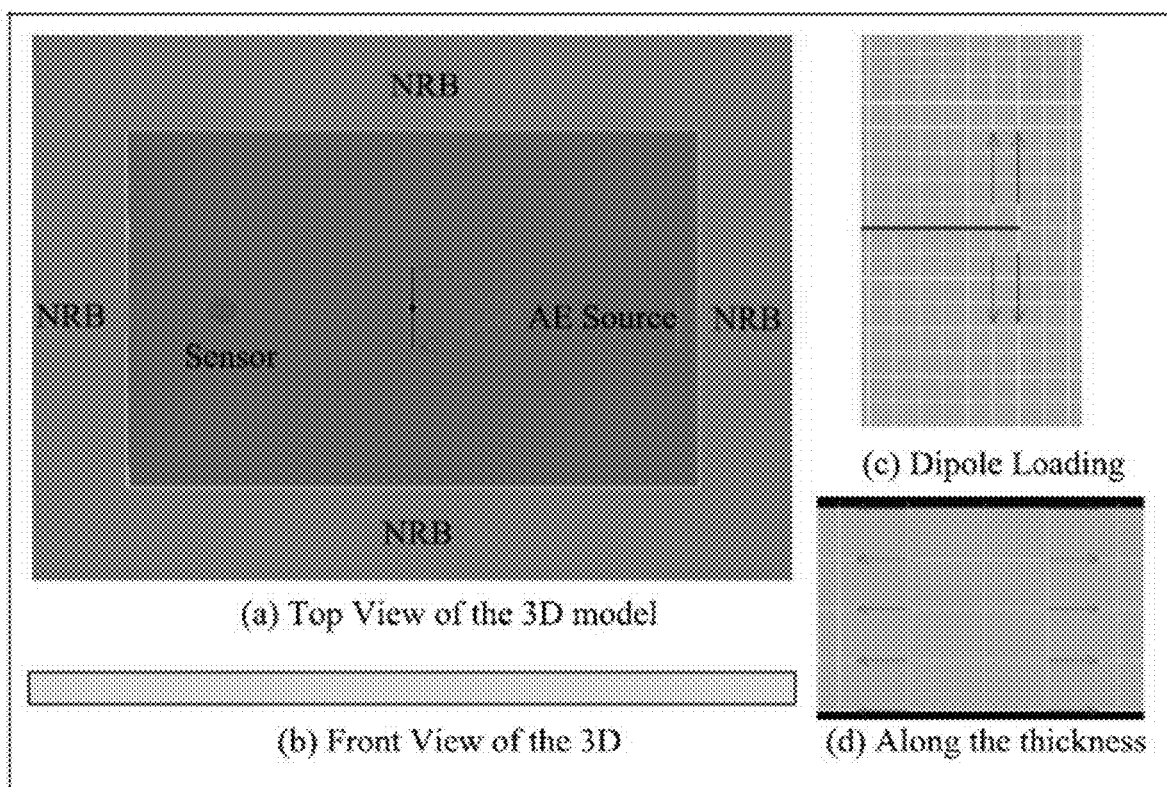 NRB
NRB
Sensor
AE Source
NRB
NRB
(a) Top View of the 3D model
(b) Front View of the 3D
(c) Dipole Loading
(d) Along the thickness